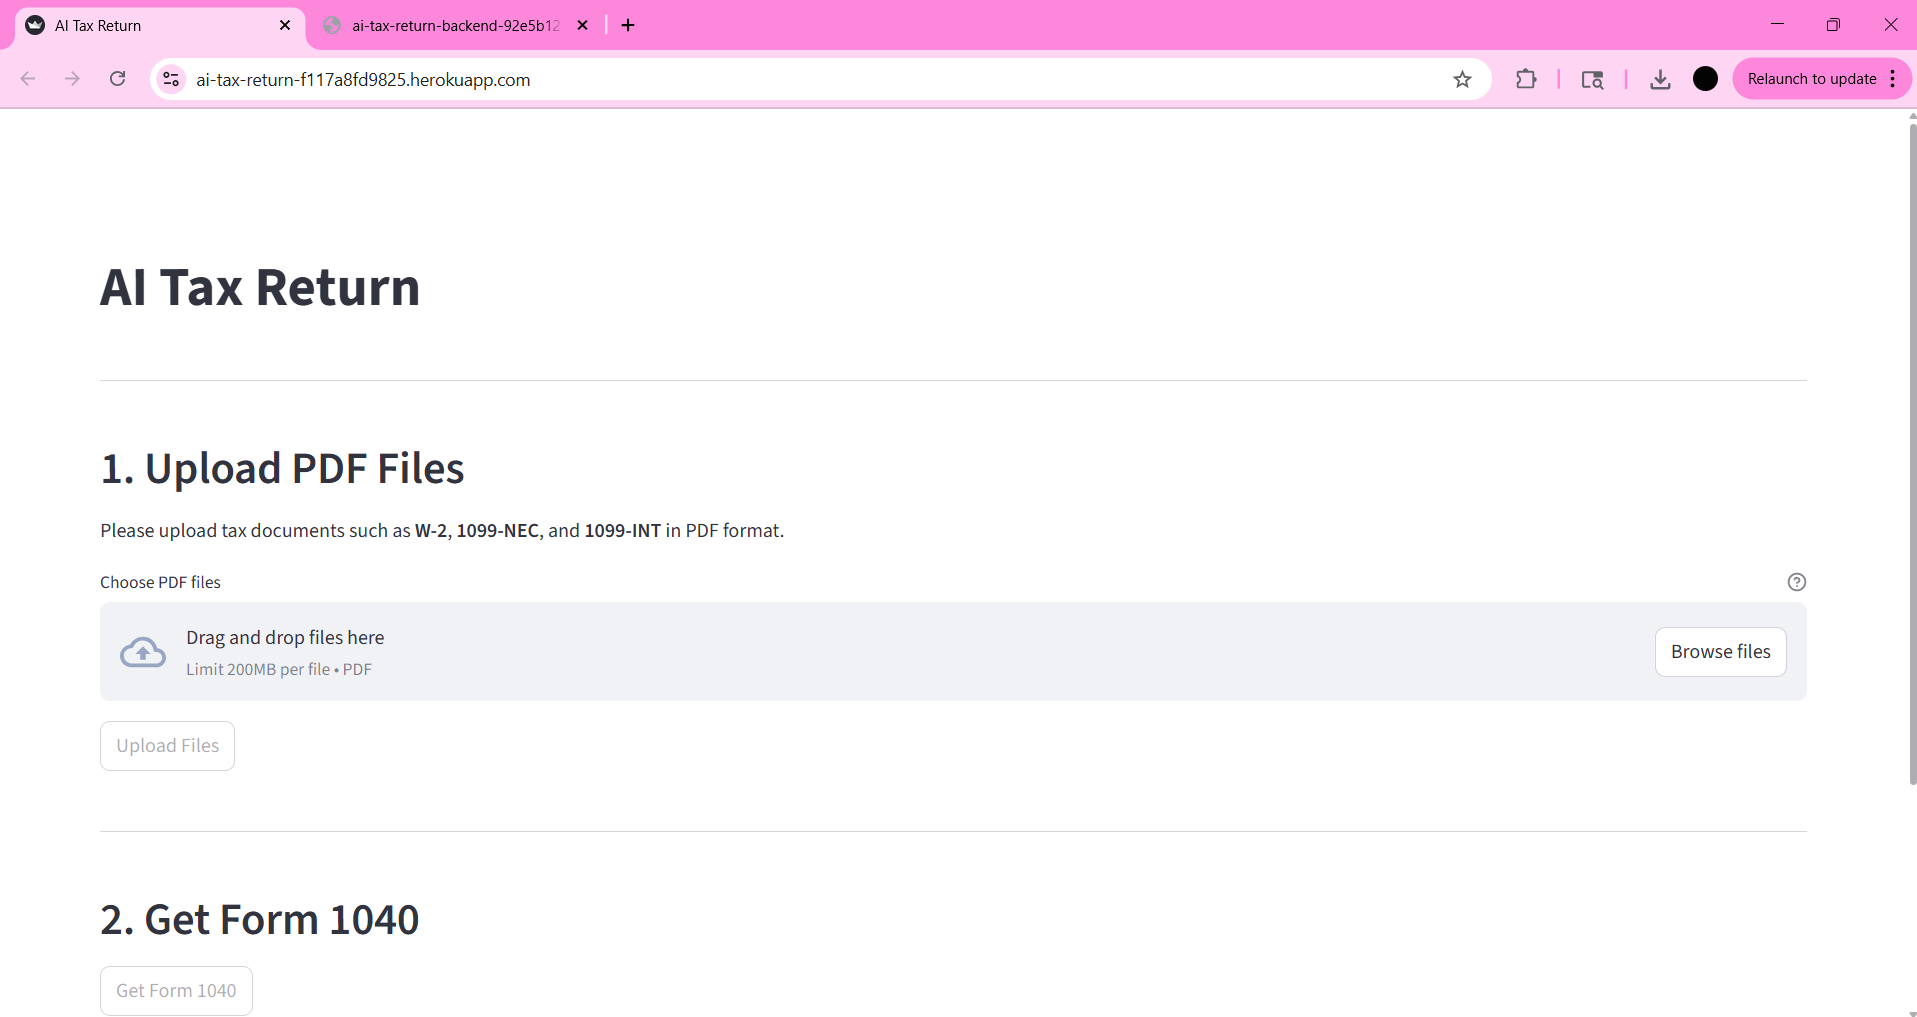 AI Tax Return
ai-tax-return-backend-92e5b12
ai-tax-return-f117a8fd9825.herokuapp.com
Relaunch to update
AI Tax Return
1. Upload PDF Files
Please upload tax documents such as W-2, 1099-NEC, and 1099-INT in PDF format.
Choose PDF files
Drag and drop files here
Limit 200MB per file • PDF
Browse files
Upload Files
2. Get Form 1040
Get Form 1040